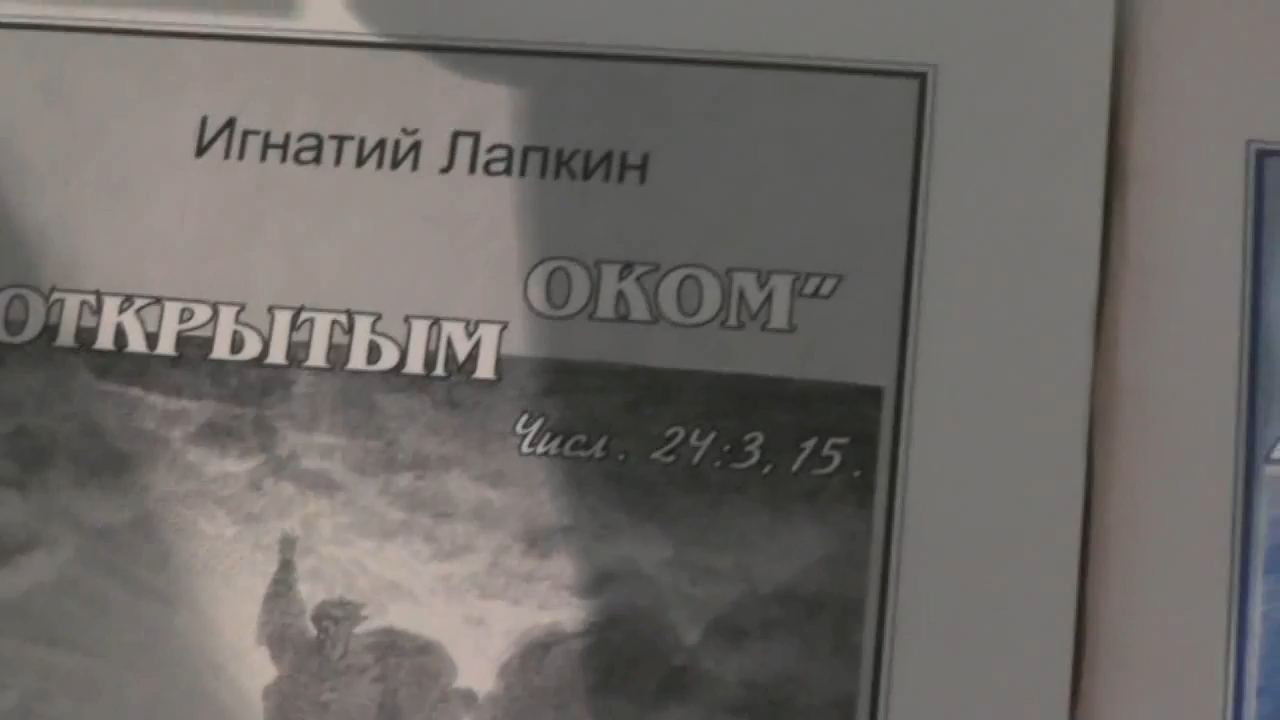 Игнатий Лапкин
ОТКРЫТЫМ ОКОМ"
Числ. 24:3, 15.